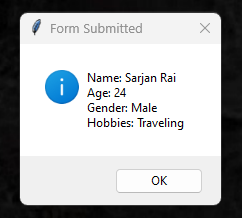 Form Submitted
Name: Sarjan Rai
Age: 24
Gender: Male
Hobbies: Traveling
OK